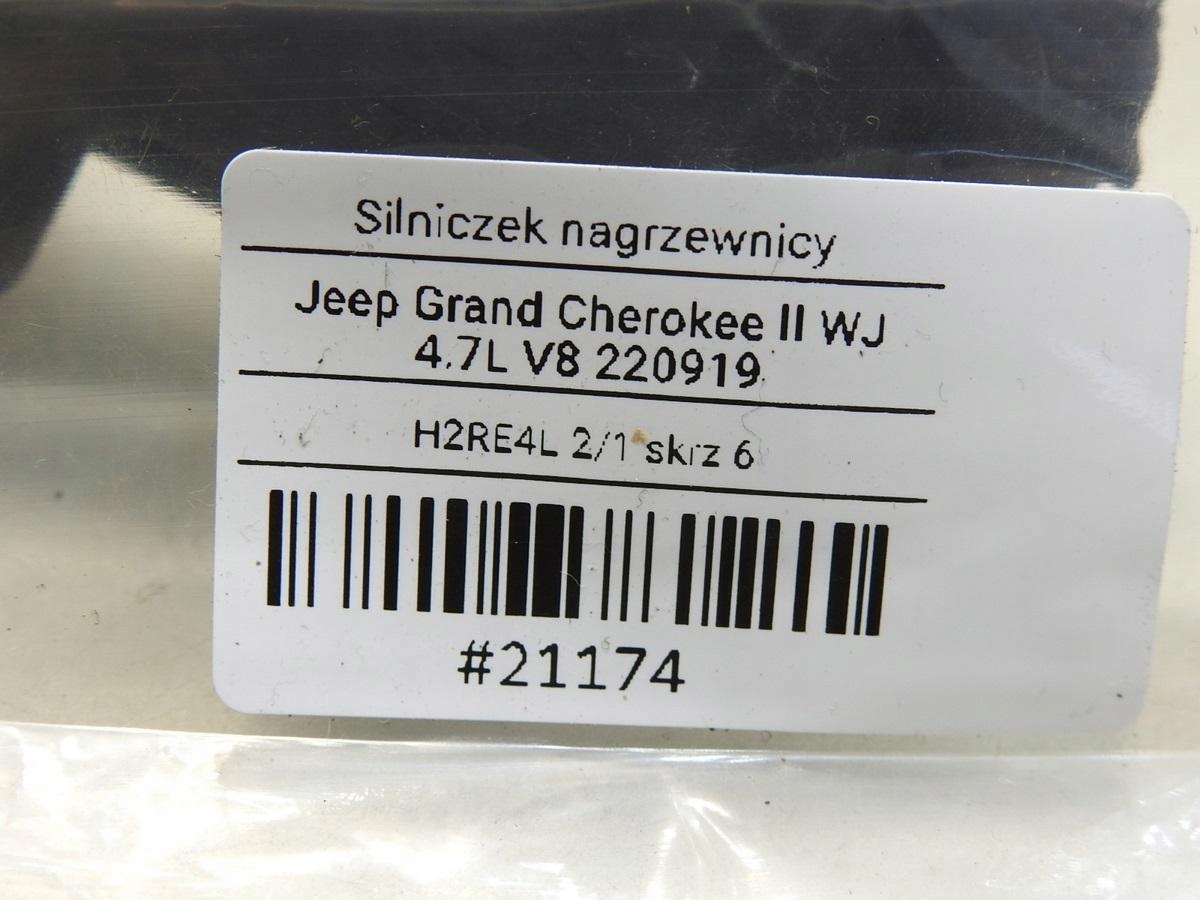 Silniczek nagrzewnicy
Jeep Grand Cherokee II WJ
4.7L V8 220919
H2RE4L 2/1 skrz 6
#21174